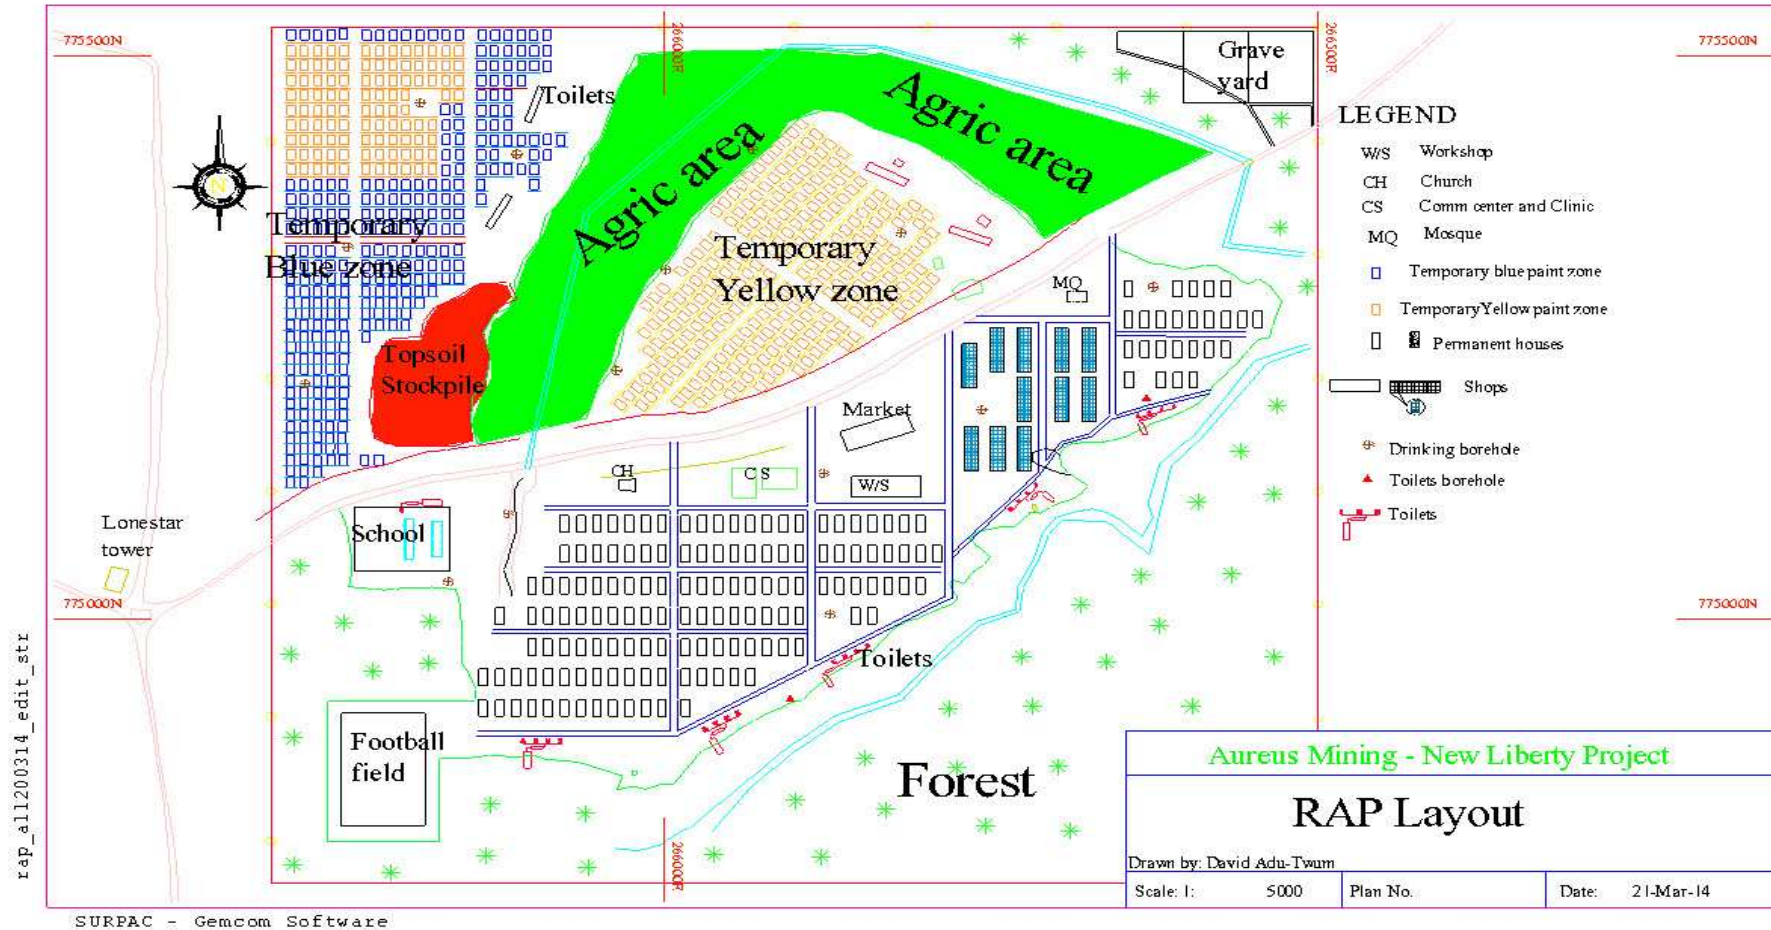 775500N
266000E
266500E
775500N
Grave
yard
Toilets
Agric area
Agric area
LEGEND
W/S Workshop
CH Church
CS Comm center and Clinic
MQ Mosque
Temporary blue paint zone
TemporaryYellow paint zone
Permanent houses
Shops
Drinking borehole
Toilets borehole
Toilets
N
Temporary
Blue zone
Temporary
Yellow zone
MQ
Topsoil
Stockpile
Market
CH
CS
W/S
School
Lonestar
tower
775000N
775000N
Toilets
Football
field
Forest
266000E
rap_all200314_edit_str
Aureus Mining - New Liberty Project
RAP Layout
Drawn by: David Adu-Twum
Scale: 1: 5000
Plan No.
Date: 21-Mar-14
SURPAC - Gemcom Software